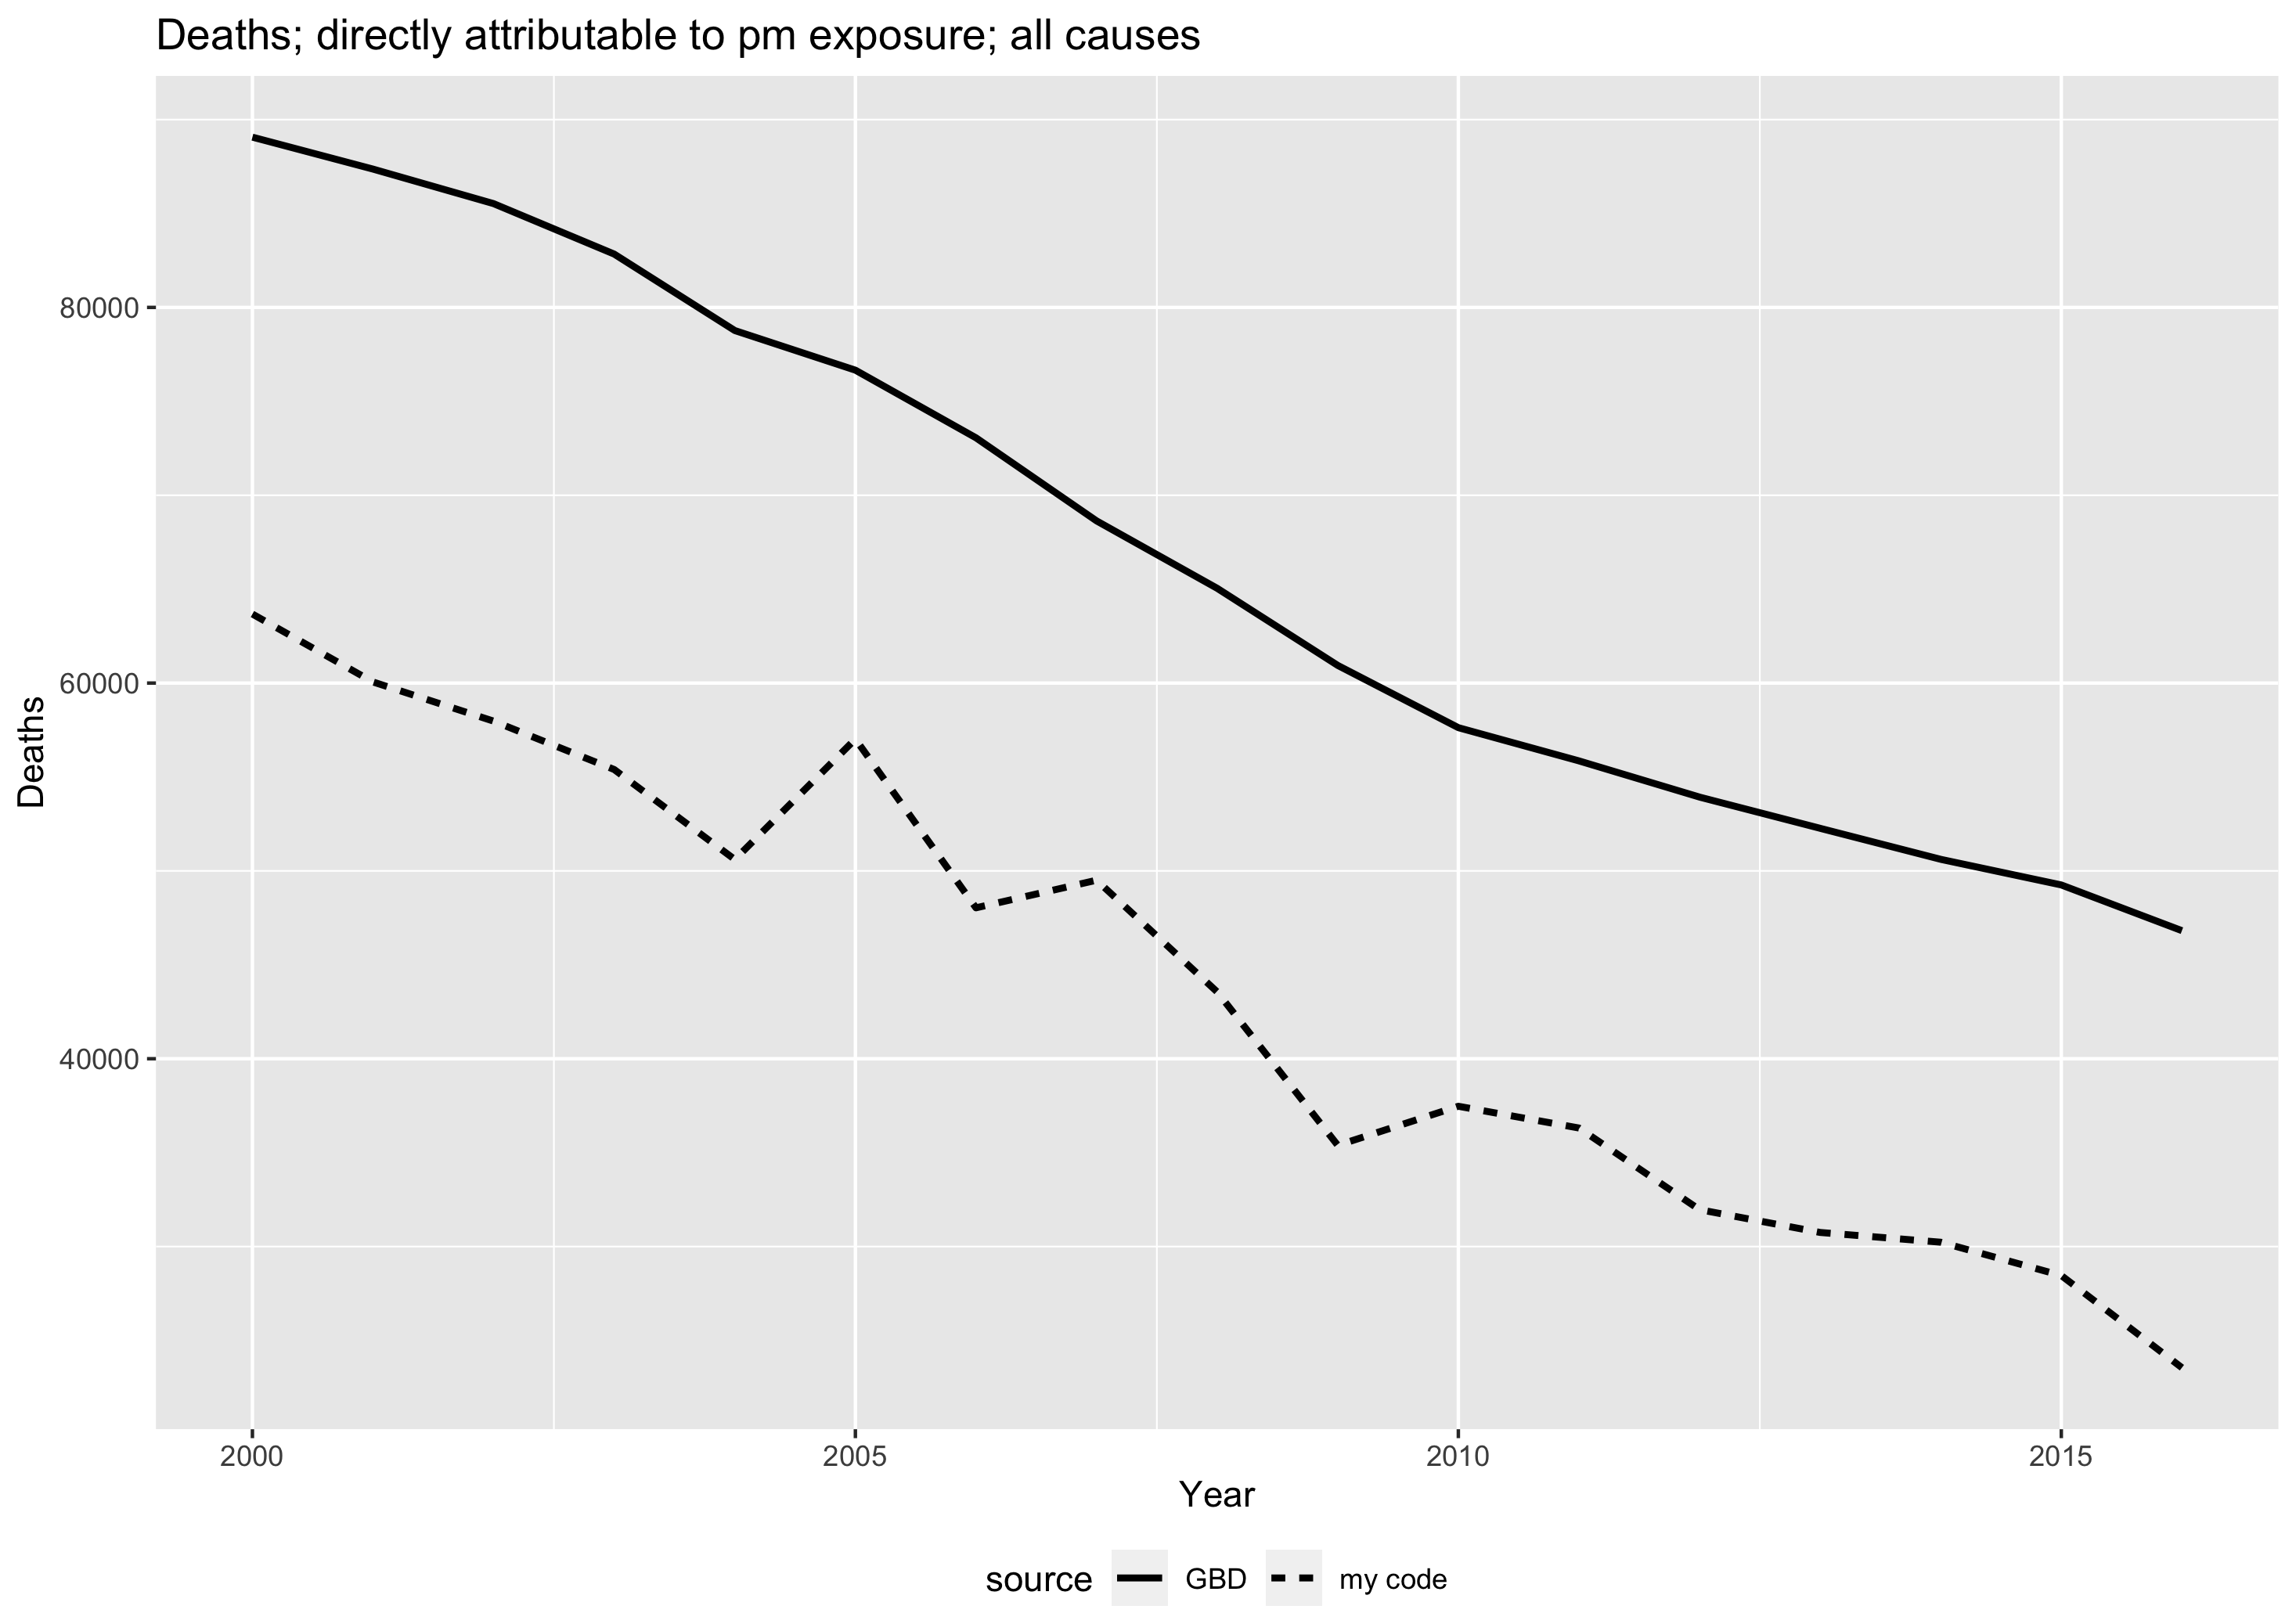 Deaths; directly attributable to pm exposure; all causes
Deaths
80000
60000
40000
2000 2005 2010 2015
Year
source GBD my code